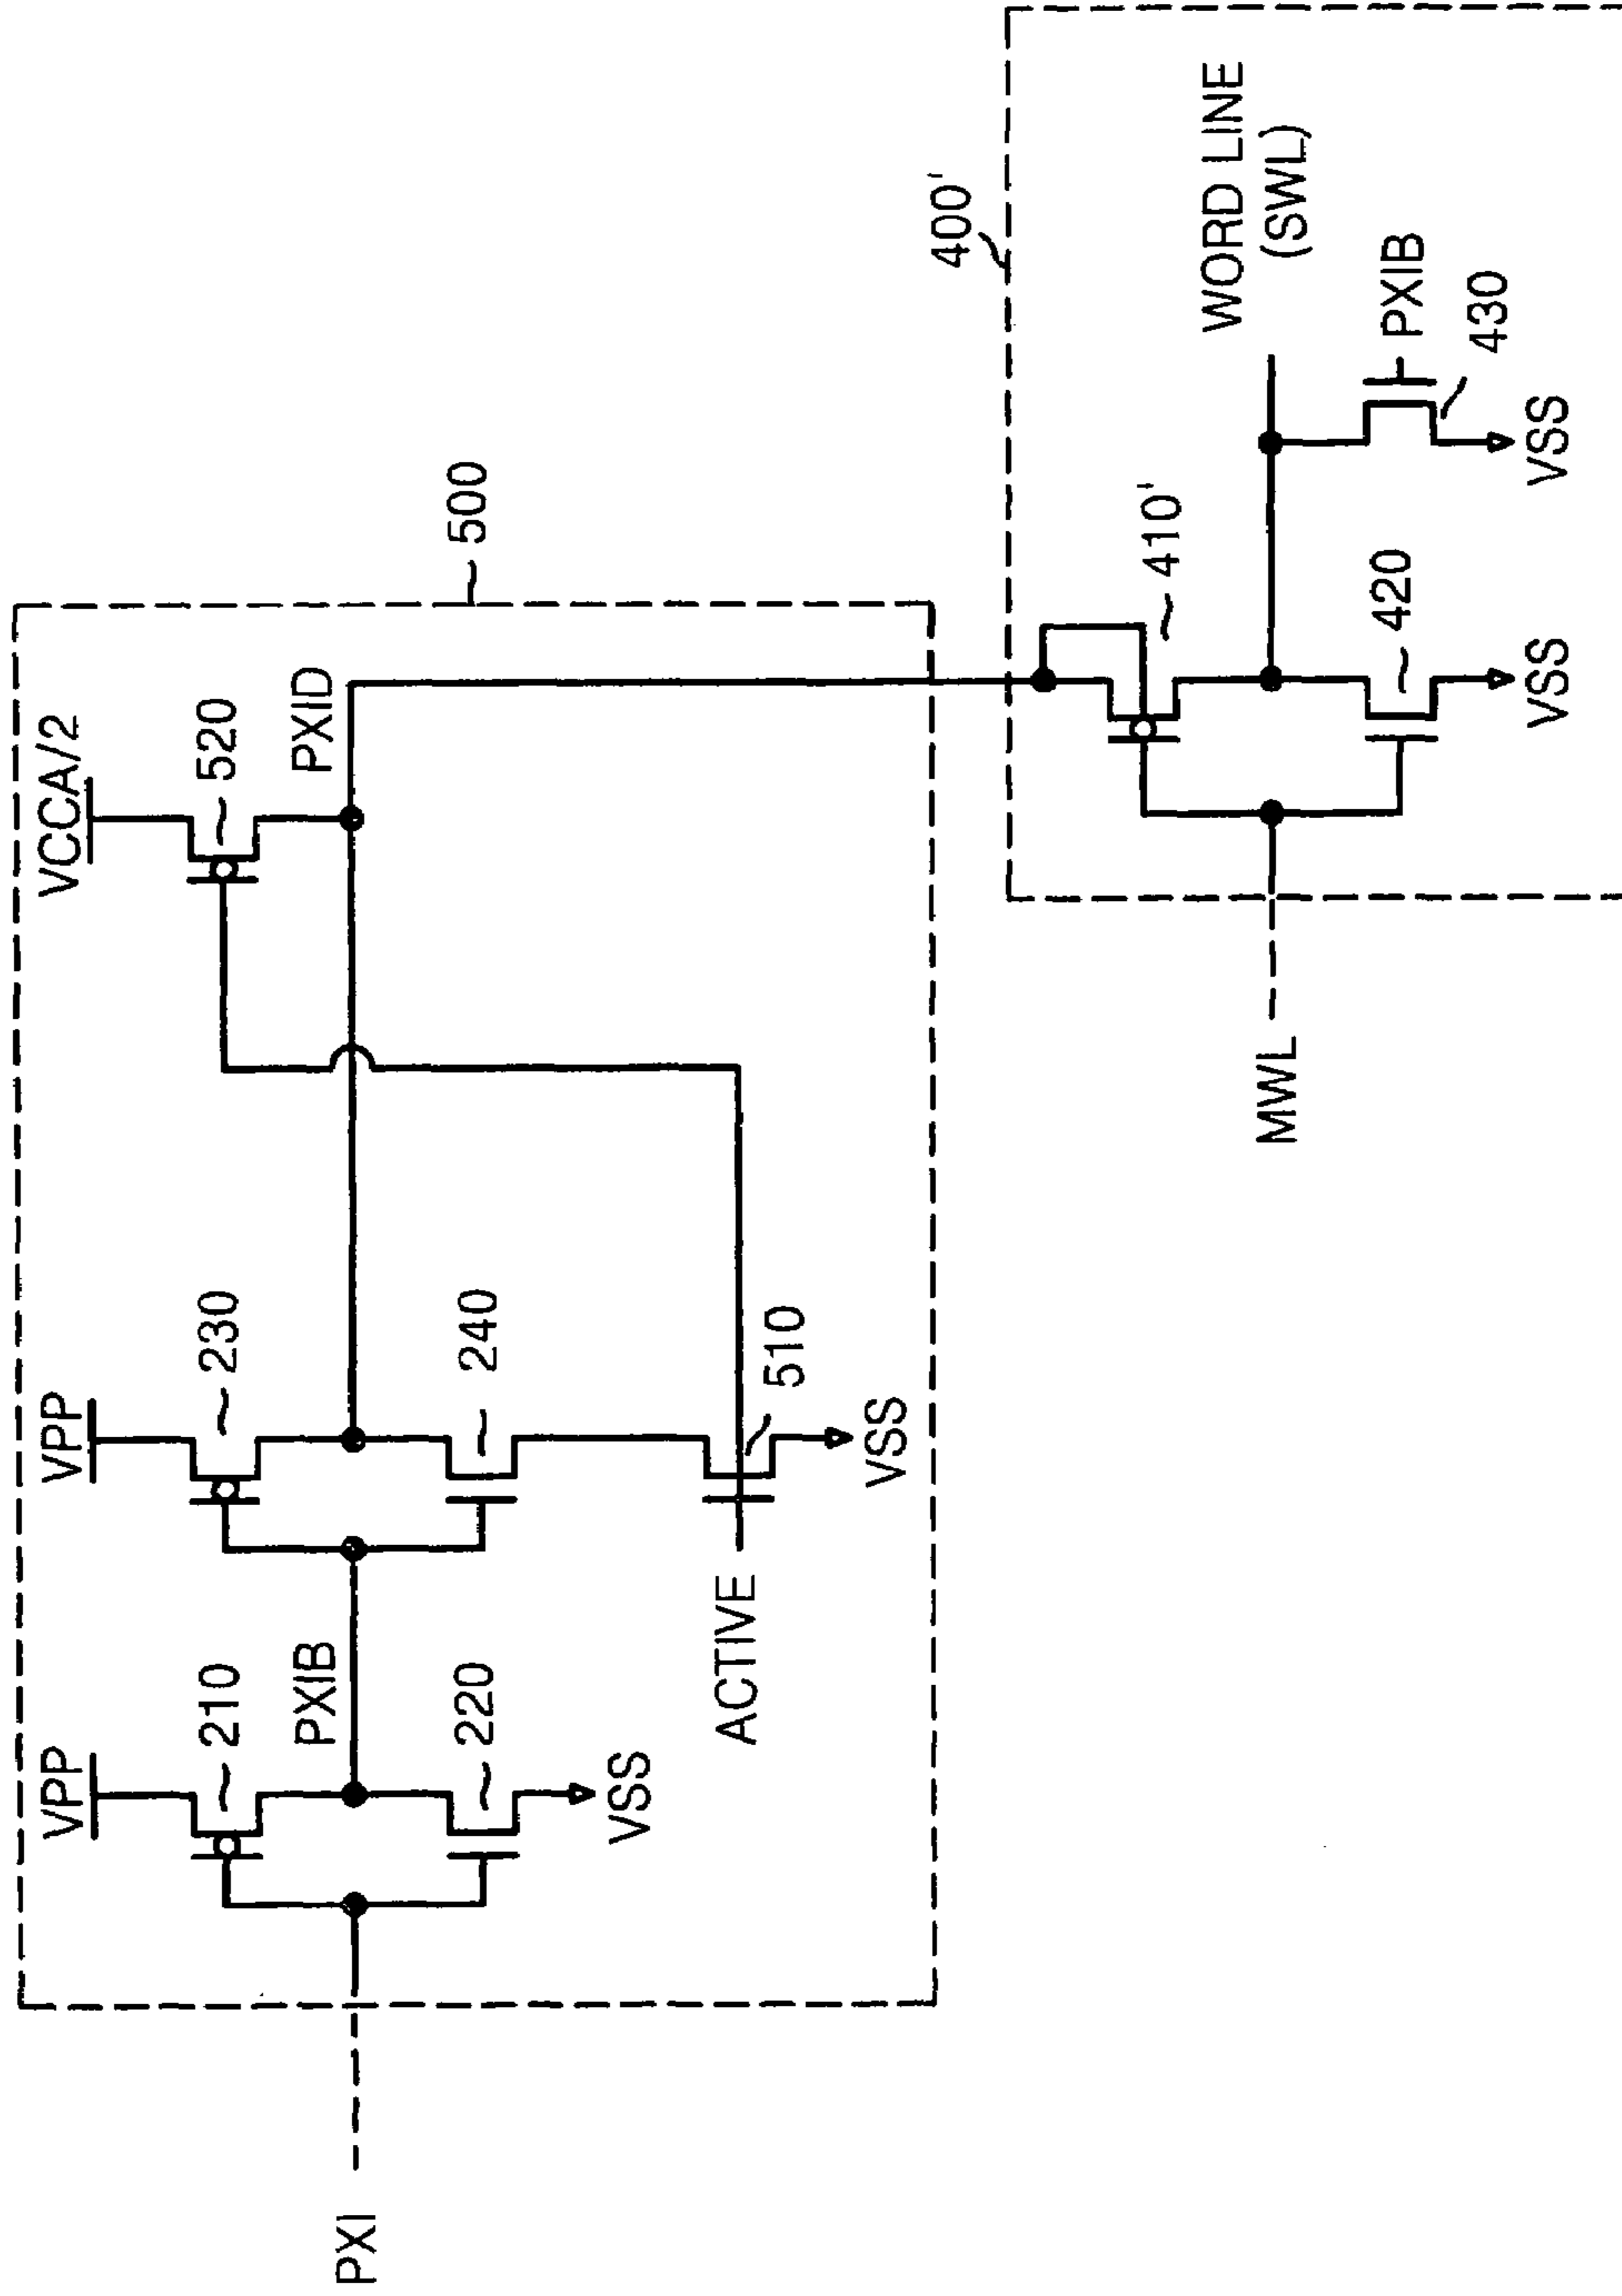 VPP
VPP
VCCA/2
210
230
520
PXI
PXIB
PXID
220
240
500
VSS
ACTIVE
510
VSS
400'
MWL
410'
WORD LINE
(SWL)
420
PXIB
430
VSS
VSS